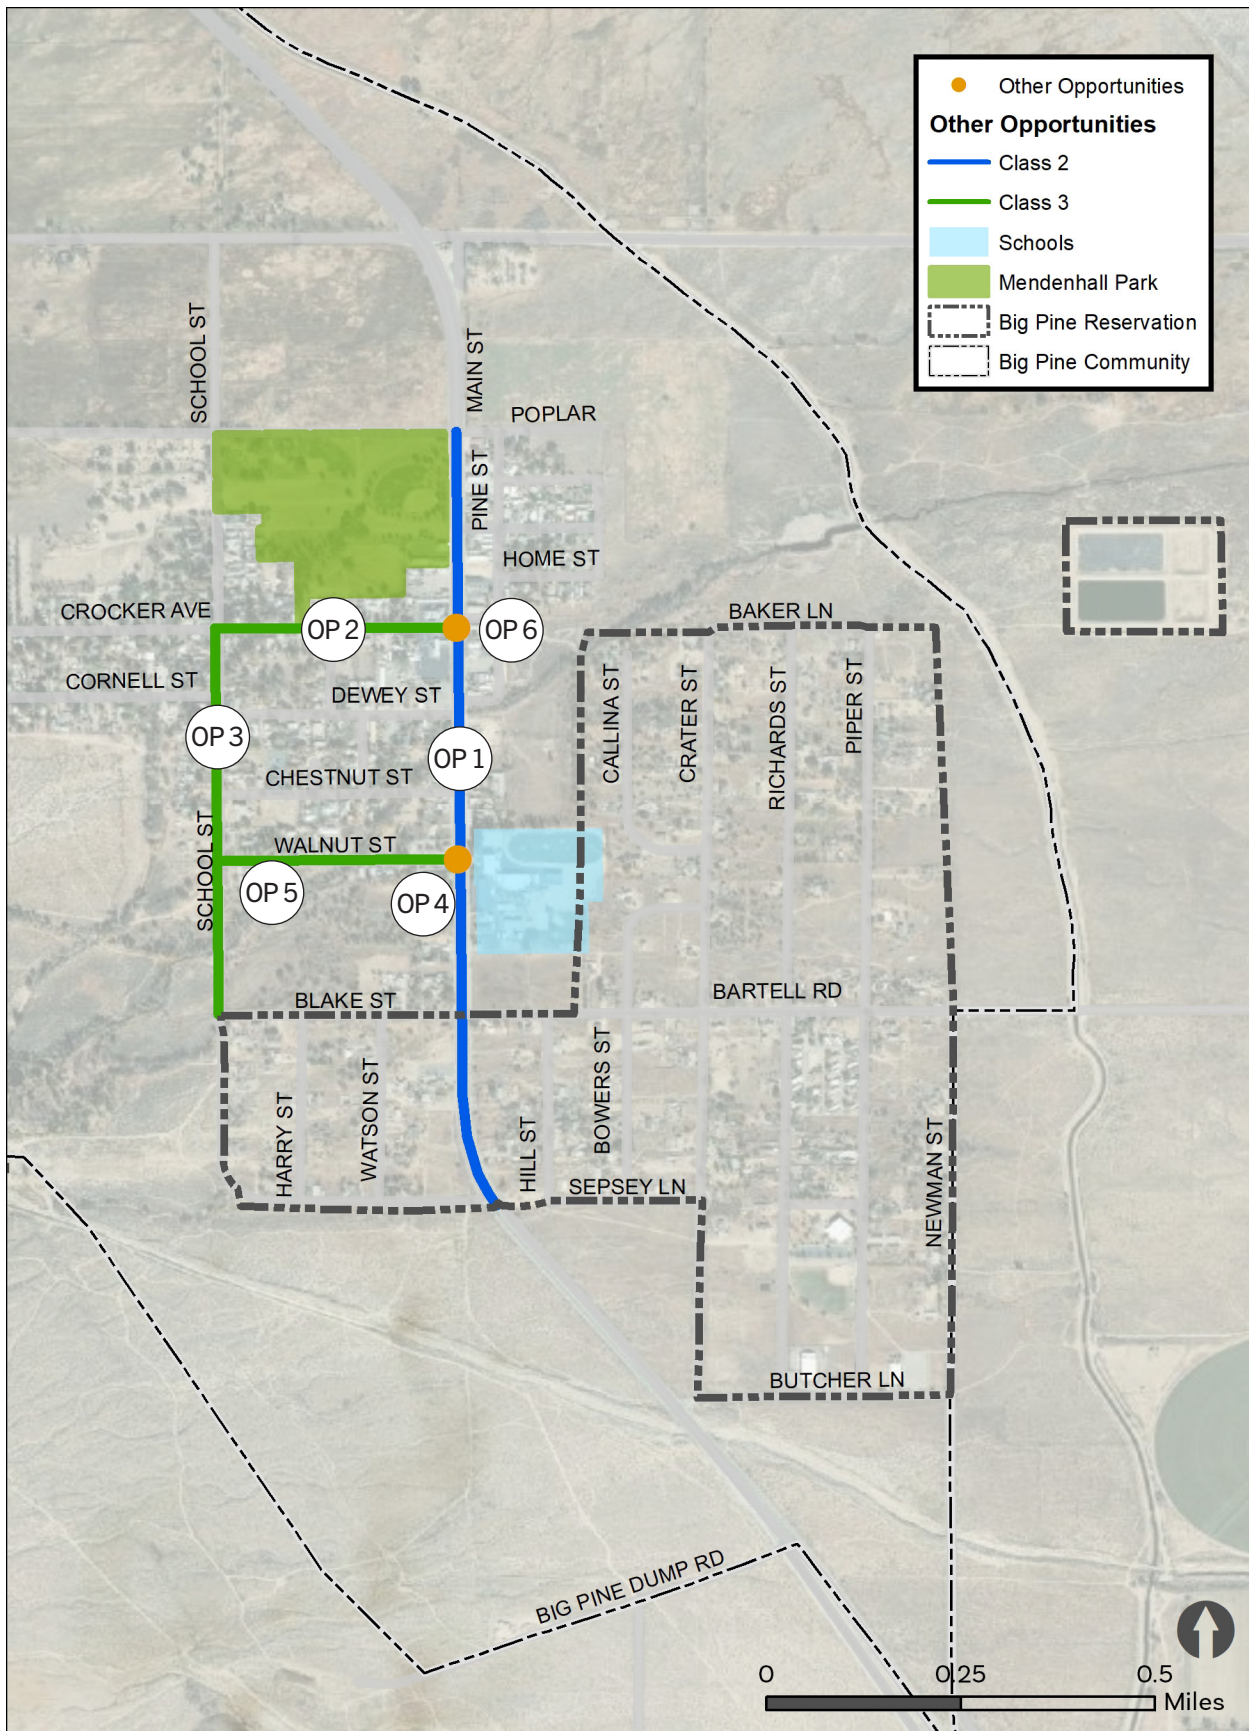 Other Opportunities
Other Opportunities
Class 2
Class 3
Schools
Mendenhall Park
Big Pine Reservation
Big Pine Community
SCHOOL ST
MAIN ST
POPLAR
PINE ST
HOME ST
CROCKER AVE
OP 2
OP 6
BAKER LN
CORNELL ST
DEWEY ST
CALLINA ST
CRATER ST
RICHARDS ST
PIPER ST
OP 3
OP 1
CHESTNUT ST
SCHOOL ST
WALNUT ST
OP 5
OP 4
BLAKE ST
BARTELL RD
HARRY ST
WATSON ST
HILL ST
BOWERS ST
SEPSEY LN
NEWMAN ST
BUTCHER LN
BIG PINE DUMP RD
0 0.25 0.5
Miles